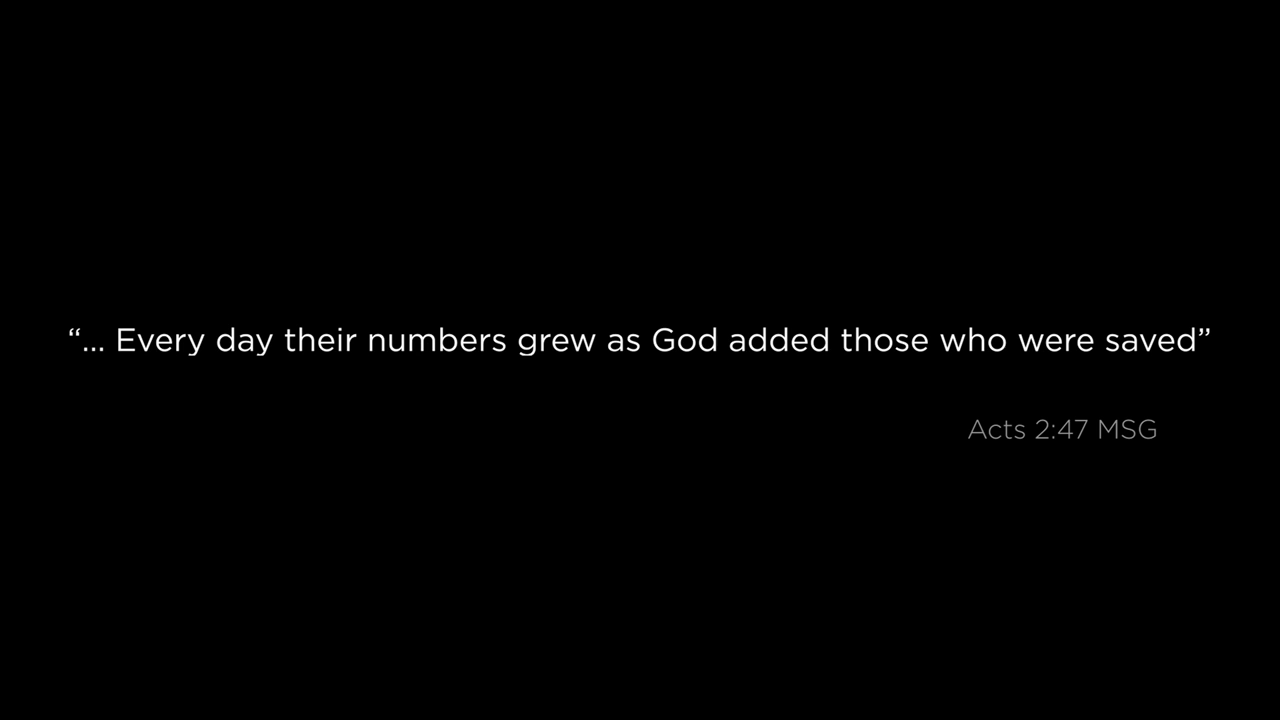 “... Every day their numbers grew as God added those who were saved”
Acts 2:47 MSG